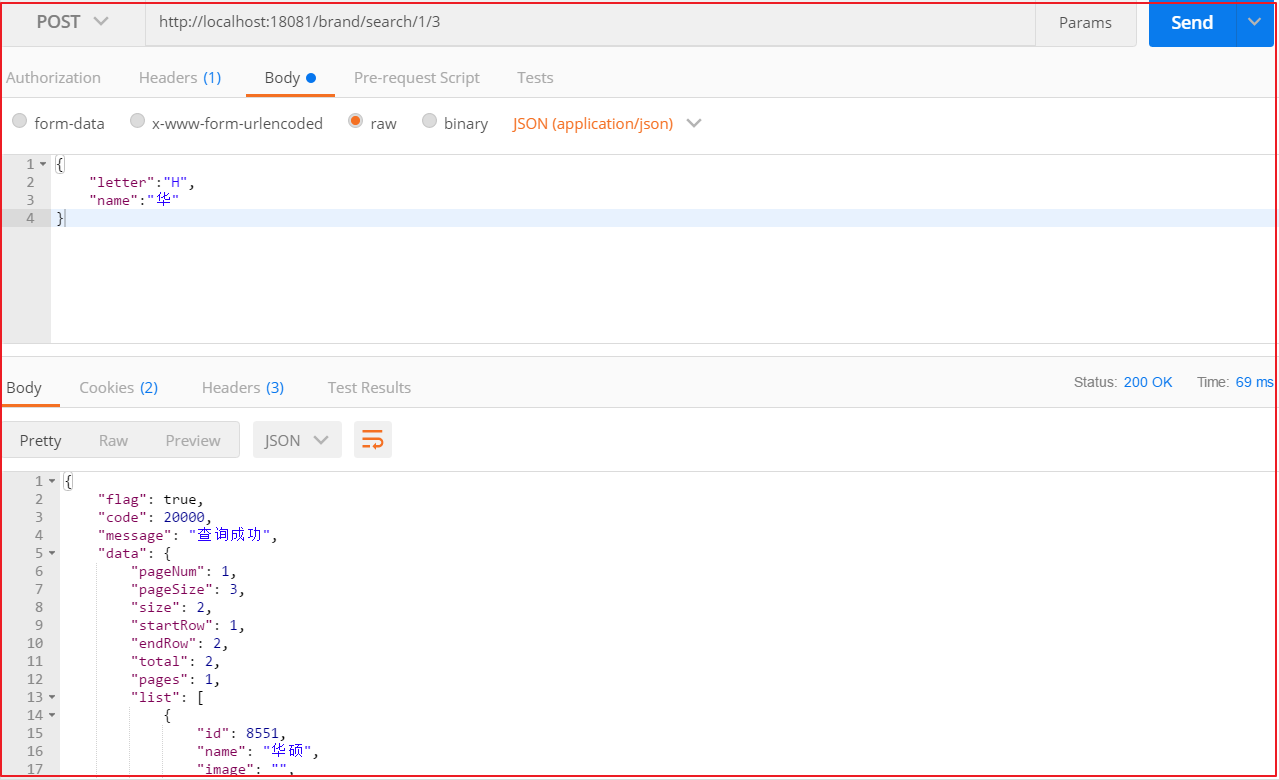 POST http://localhost:18081/brand/search/1/3 Params Send
Authorization Headers (1) Body Pre-request Script Tests
form-data x-www-form-urlencoded raw binary JSON (application/json)
1 {
2 "letter":"H",
3 "name":"华"
4 }
Body Cookies (2) Headers (3) Test Results Status: 200 OK Time: 69 ms
Pretty Raw Preview JSON
1 {
2 "flag": true,
3 "code": 20000,
4 "message": "查询成功",
5 "data": {
6 "pageNum": 1,
7 "pageSize": 3,
8 "size": 2,
9 "startRow": 1,
10 "endRow": 2,
11 "total": 2,
12 "pages": 1,
13 "list": [
14 {
15 "id": 8551,
16 "name": "华硕",
17 "image": "",